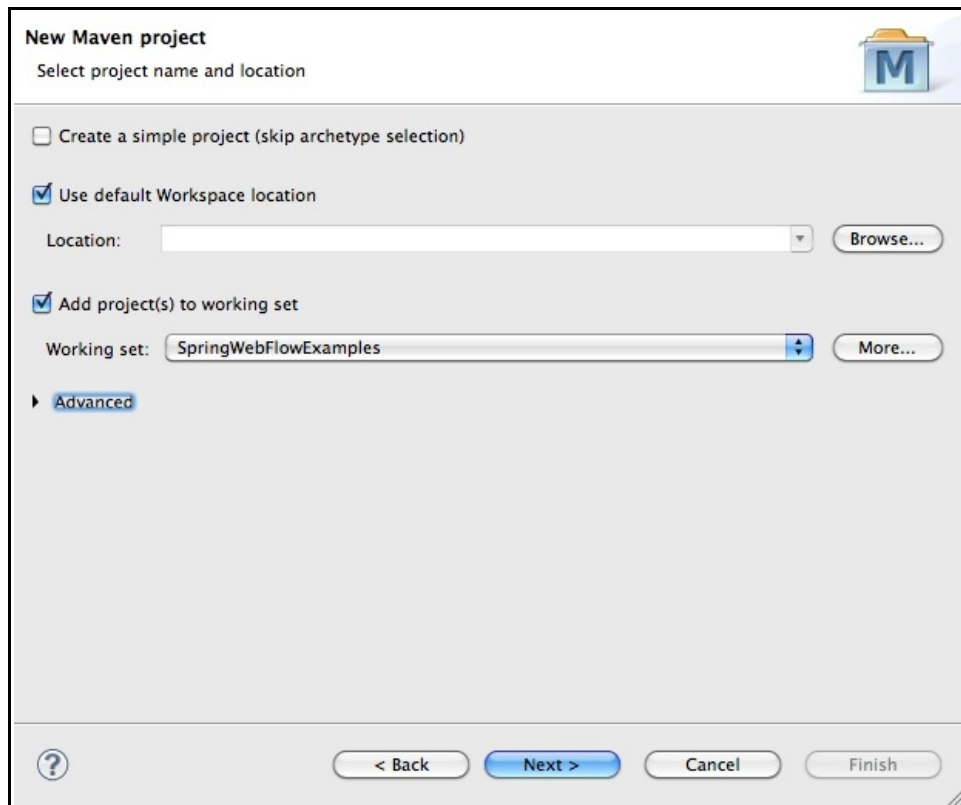 New Maven project
Select project name and location
M
Create a simple project (skip archetype selection)
Use default Workspace location
Location:
Browse...
Add project(s) to working set
Working set:
SpringWebFlowExamples
More...
Advanced
?
< Back
Next >
Cancel
Finish